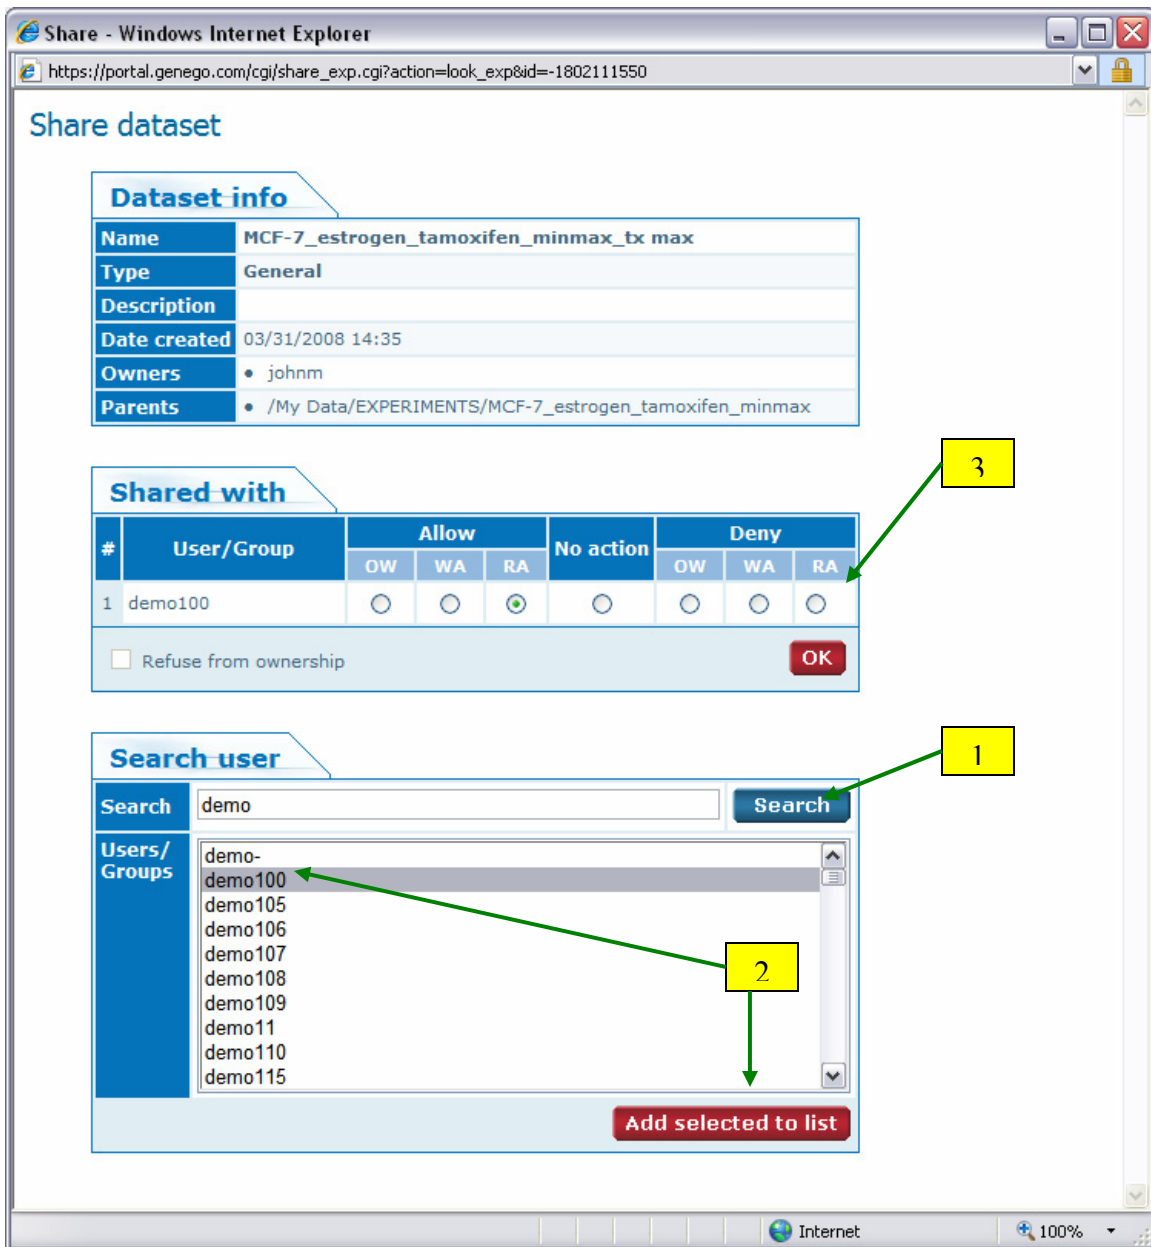 Share - Windows Internet Explorer
https://portal.genego.com/cgi/share_exp.cgi?action=look_exp&id=-1802111550
Share dataset
Dataset info
Name MCF-7_estrogen_tamoxifen_minmax_tx max
Type General
Description
Date created 03/31/2008 14:35
Owners • johnm
Parents • /My Data/EXPERIMENTS/MCF-7_estrogen_tamoxifen_minmax
3
Shared with
# User/Group Allow No action Deny
OW WA RA OW WA RA
1 demo100
Refuse from ownership OK
1
Search user
Search demo Search
Users/
Groups
demo-
demo100
demo105
demo106
demo107
demo108
demo109
demo11
demo110
demo115
2
Add selected to list
Internet 100%